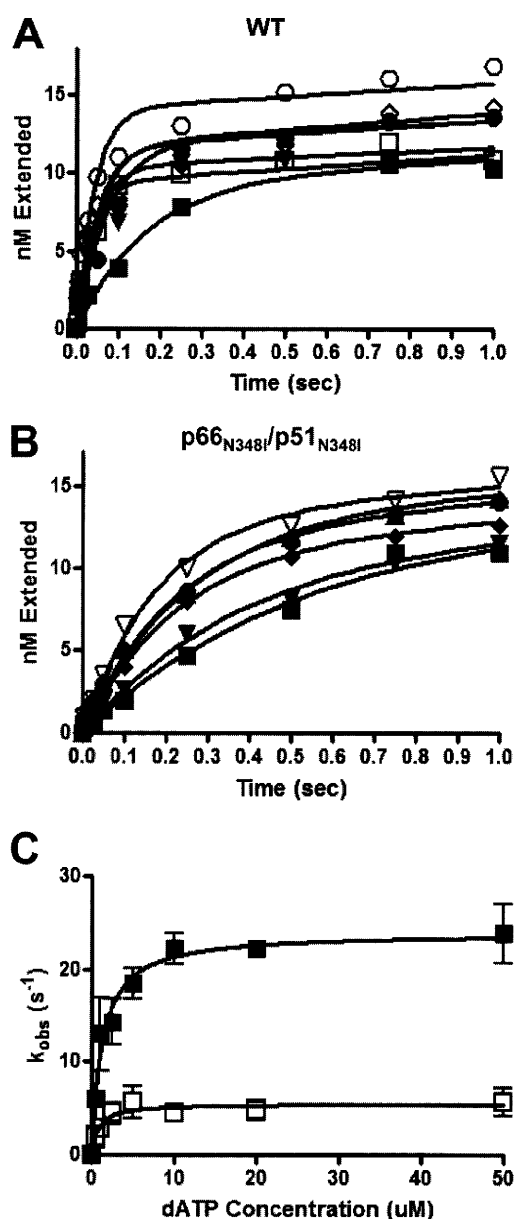 A
WT
nM Extended
15
10
5
0
0.0 0.1 0.2 0.3 0.4 0.5 0.6 0.7 0.8 0.9 1.0
Time (sec)
B
p66N348I/p51N348I
nM Extended
15
10
5
0
0.0 0.1 0.2 0.3 0.4 0.5 0.6 0.7 0.8 0.9 1.0
Time (sec)
C
kobs (s-1)
30
20
10
0
0 10 20 30 40 50
dATP Concentration (uM)